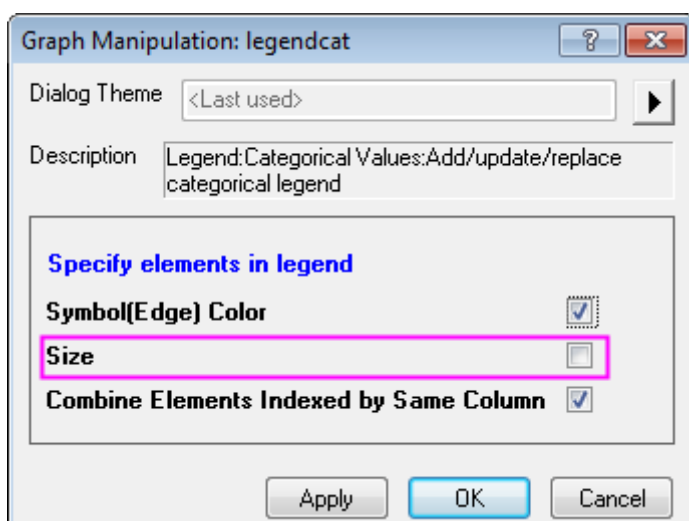 Graph Manipulation: legendcat
Dialog Theme <Last used>
Description Legend:Categorical Values:Add/update/replace
categorical legend
Specify elements in legend
Symbol(Edge) Color
Size
Combine Elements Indexed by Same Column
Apply OK Cancel